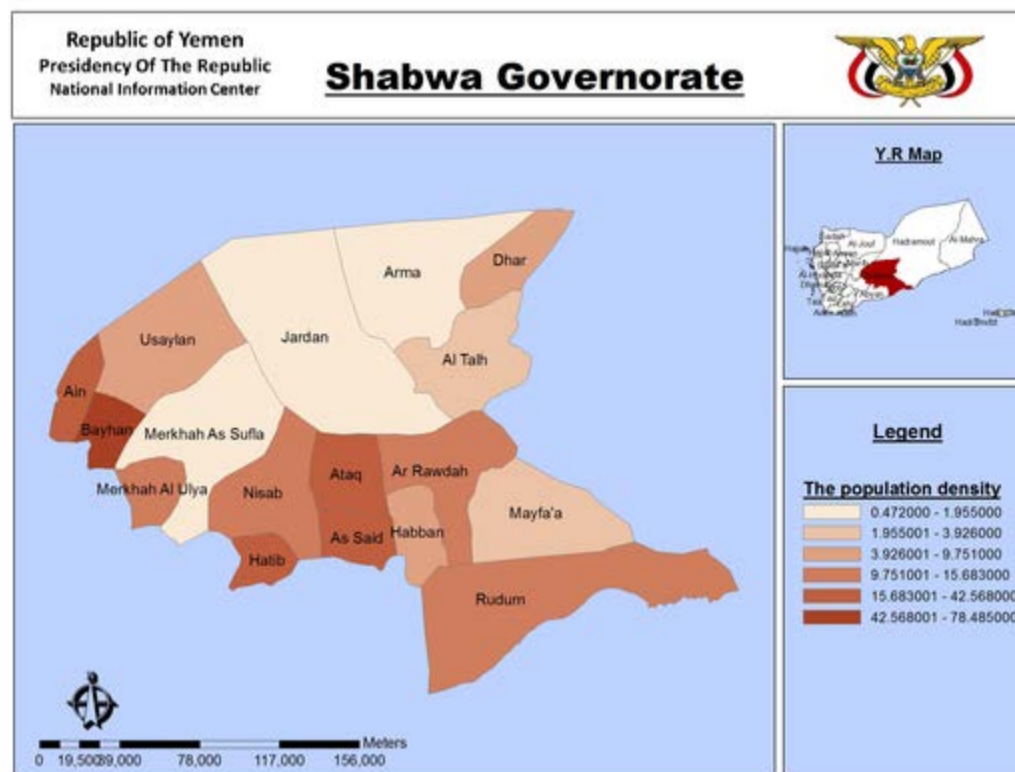 Republic of Yemen
Presidency Of The Republic
National Information Center
Shabwa Governorate
Dhar
Arma
Usaylan
Jardan
Al Talh
Ain
Bayhan
Merkhah As Sufla
Ar Rawdah
Ataq
Merkhah Al Ulya
Nisab
Mayfa'a
As Said
Habban
Hatib
Rudum
Meters
0 19,500 39,000 78,000 117,000 156,000
Y.R Map
Al-Jouf
Hadramout
Al-Mahra
Legend
The population density
0.472000 - 1.955000
1.955001 - 3.926000
3.926001 - 9.751000
9.751001 - 15.683000
15.683001 - 42.568000
42.568001 - 78.485000